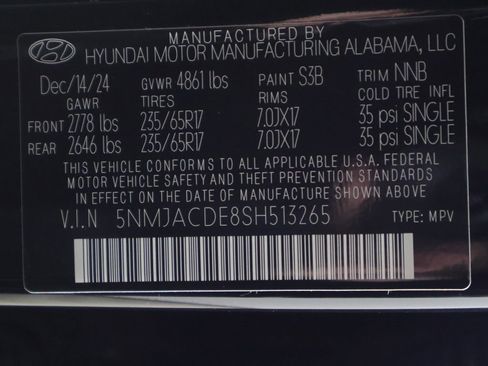 MANUFACTURED BY
HYUNDAI MOTOR MANUFACTURING ALABAMA, LLC
Dec/14/24 GVWR 4861 lbs PAINT S3B TRIM NNB
GAWR TIRES RIMS COLD TIRE INFL
FRONT 2778 lbs 235/65R17 7.0JX17 35 psi SINGLE
REAR 2646 lbs 235/65R17 7.0JX17 35 psi SINGLE
THIS VEHICLE CONFORMS TO ALL APPLICABLE U.S.A. FEDERAL
MOTOR VEHICLE SAFETY AND THEFT PREVENTION STANDARDS
IN EFFECT ON THE DATE OF MANUFACTURE SHOWN ABOVE
V.I.N 5NMJACDE8SH513265 TYPE: MPV